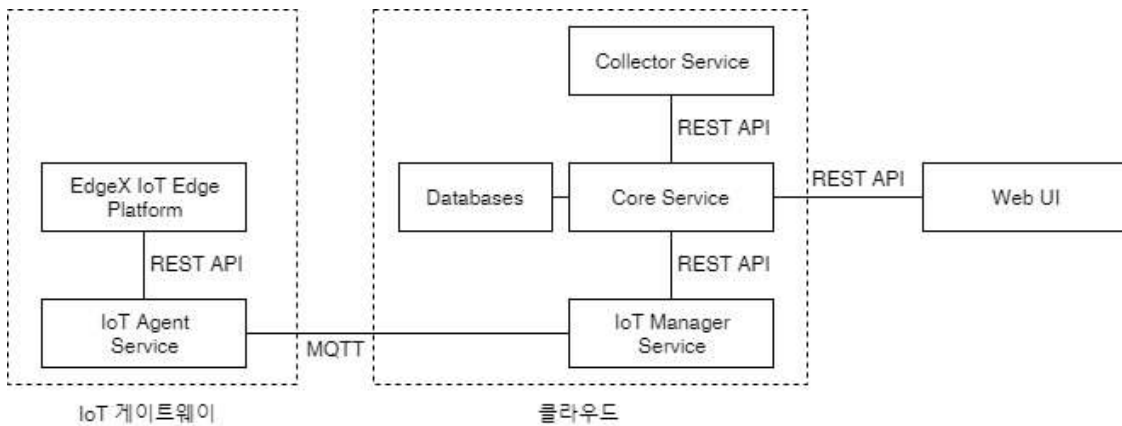 Collector Service
REST API
EdgeX IoT Edge
Platform
Databases
Core Service
REST API
Web UI
REST API
REST API
IoT Agent
Service
MQTT
IoT Manager
Service
IoT 게이트웨이
클라우드